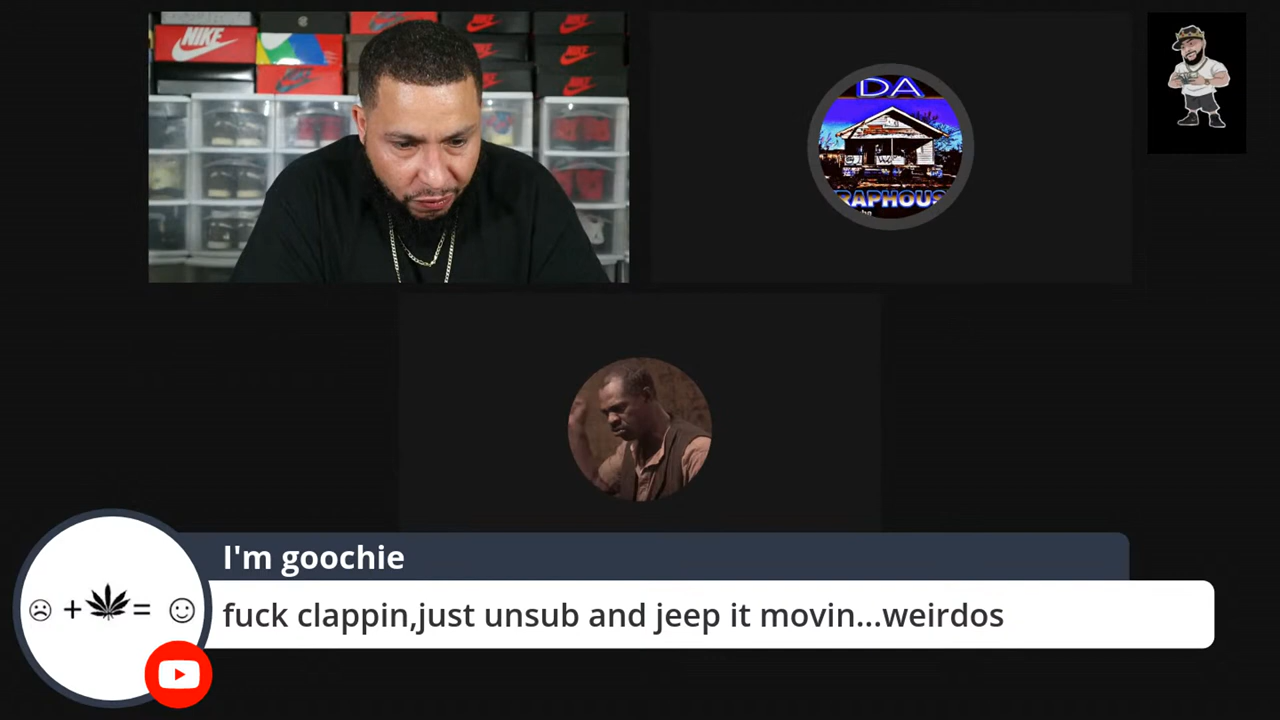 NIKE
DA
RAPHOUS
I'm goochie
fuck clappin,just unsub and jeep it movin...weirdos